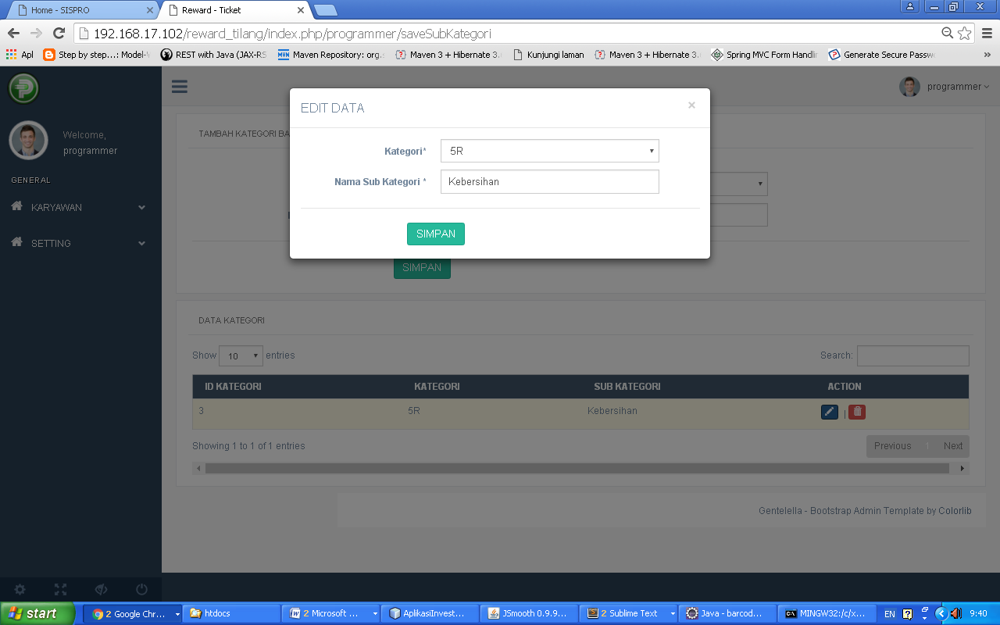 Home - SISPRO
Reward - Ticket
192.168.17.102/reward_tilang/index.php/programmer/saveSubKategori
Apl
Step by step...: Model-
REST with Java (JAX-RS
Maven Repository: org.
Maven 3 + Hibernate 3.
Kunjungi laman
Maven 3 + Hibernate 3.
Spring MVC Form Handlin
Generate Secure Passw
»
programmer
EDIT DATA
×
Welcome,
programmer
TAMBAH KATEGORI BA
Kategori*
5R
Nama Sub Kategori *
Kebersihan
GENERAL
KARYAWAN
SETTING
SIMPAN
SIMPAN
DATA KATEGORI
Show 10 entries
Search:
ID KATEGORI KATEGORI SUB KATEGORI ACTION
3 5R Kebersihan |
Showing 1 to 1 of 1 entries
Previous 1 Next
Gentelella - Bootstrap Admin Template by Colorlib
start
2 Google Chr...
htdocs
2 Microsoft ...
AplikasiInvest...
JSmooth 0.9.9...
2 Sublime Text
Java - barcod...
MINGW32:/c/x...
EN
9:40